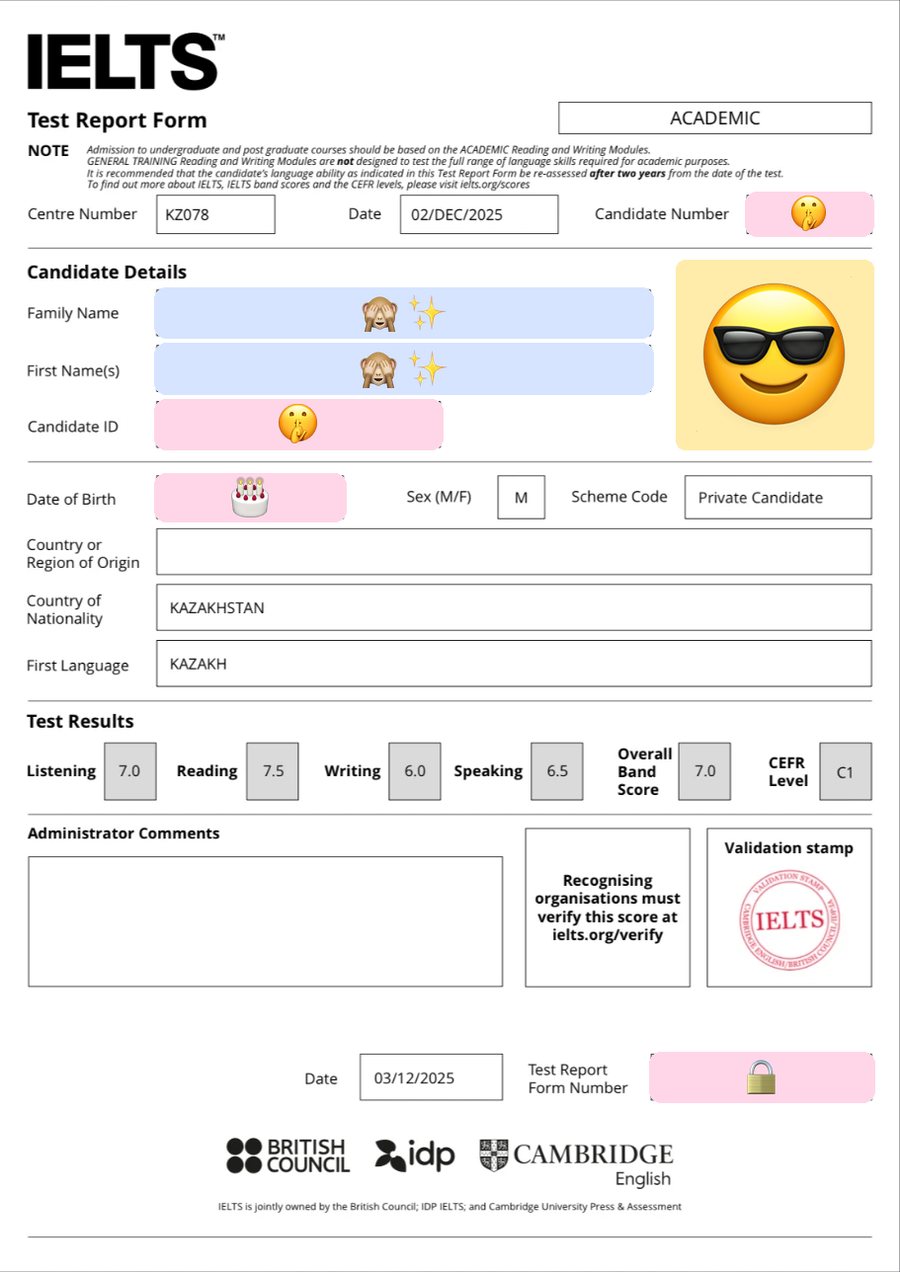 IELTS™
Test Report Form
ACADEMIC
NOTE
Admission to undergraduate and post graduate courses should be based on the ACADEMIC Reading and Writing Modules.
GENERAL TRAINING Reading and Writing Modules are not designed to test the full range of language skills required for academic purposes.
It is recommended that the candidate's language ability as indicated in this Test Report Form be re-assessed after two years from the date of the test.
To find out more about IELTS, IELTS band scores and the CEFR levels, please visit ielts.org/scores
Centre Number KZ078 Date 02/DEC/2025 Candidate Number
Candidate Details
Family Name
First Name(s)
Candidate ID
Date of Birth Sex (M/F) M Scheme Code Private Candidate
Country or
Region of Origin
Country of
Nationality
KAZAKHSTAN
First Language KAZAKH
Test Results
Listening 7.0 Reading 7.5 Writing 6.0 Speaking 6.5
Overall
Band
Score
7.0
CEFR
Level
C1
Administrator Comments
Recognising
organisations must
verify this score at
ielts.org/verify
Validation stamp
VALIDATION STAMP
IELTS
CAMBRIDGE ENGLISH/BRITISH COUNCIL/IDP:IA
Date 03/12/2025
Test Report
Form Number
BRITISH
COUNCIL
idp
CAMBRIDGE
English
IELTS is jointly owned by the British Council; IDP IELTS; and Cambridge University Press & Assessment